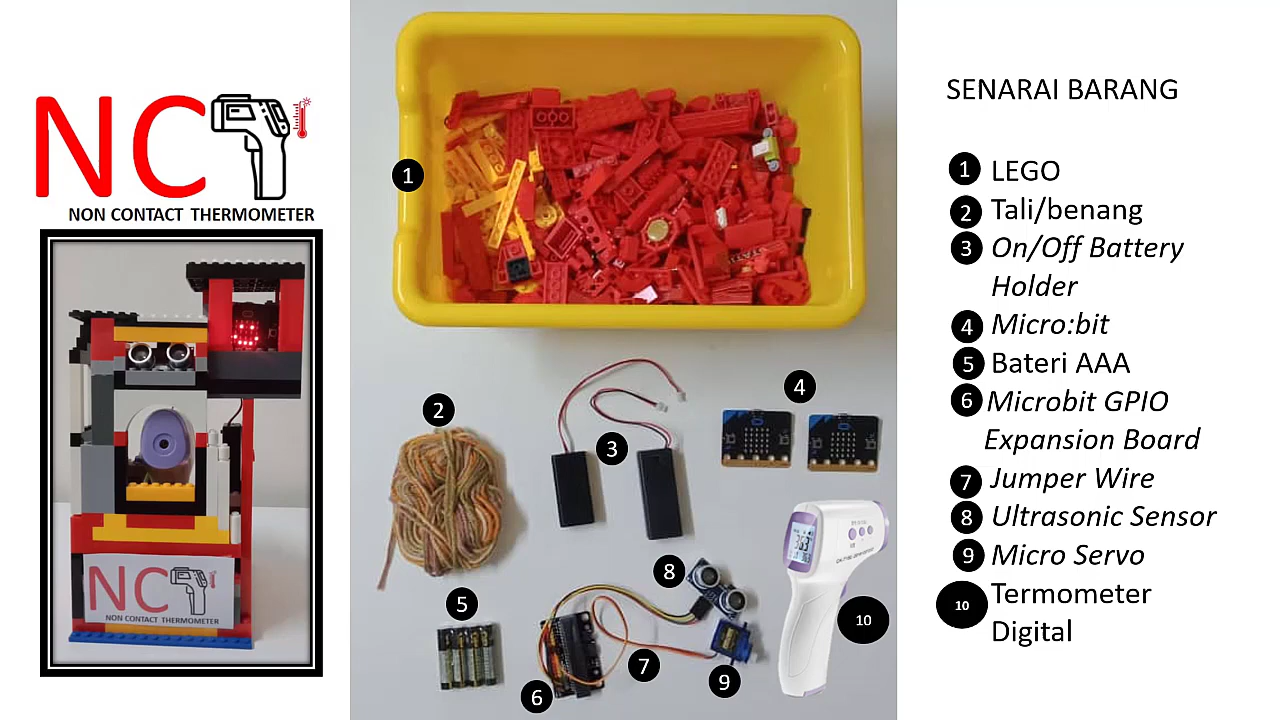 NC
NON CONTACT THERMOMETER
NC
NON CONTACT THERMOMETER
1
2
3
4
5
6
7
8
9
10
SENARAI BARANG
1 LEGO
2 Tali/benang
3 On/Off Battery
Holder
4 Micro:bit
5 Bateri AAA
6 Microbit GPIO
Expansion Board
7 Jumper Wire
8 Ultrasonic Sensor
9 Micro Servo
10 Termometer
Digital